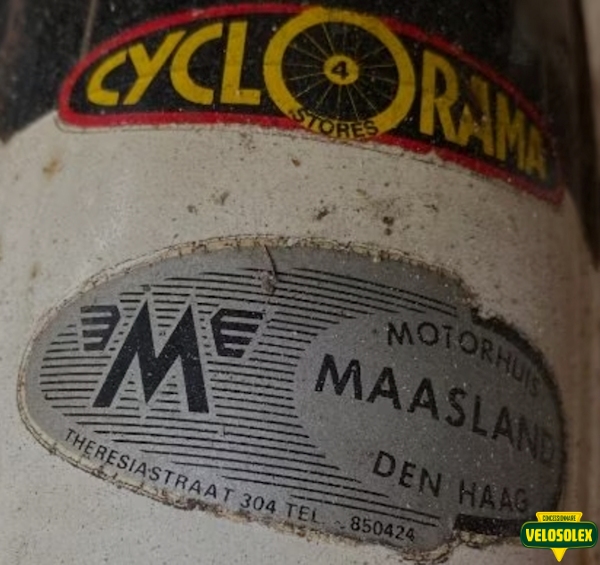 CYCLORAMA
4
STORES
M
MOTORHUIS
MAASLAND
DEN HAAG
THERESIASTRAAT 304 TEL. 850424
CONCESSIONNAIRE
VELOSOLEX